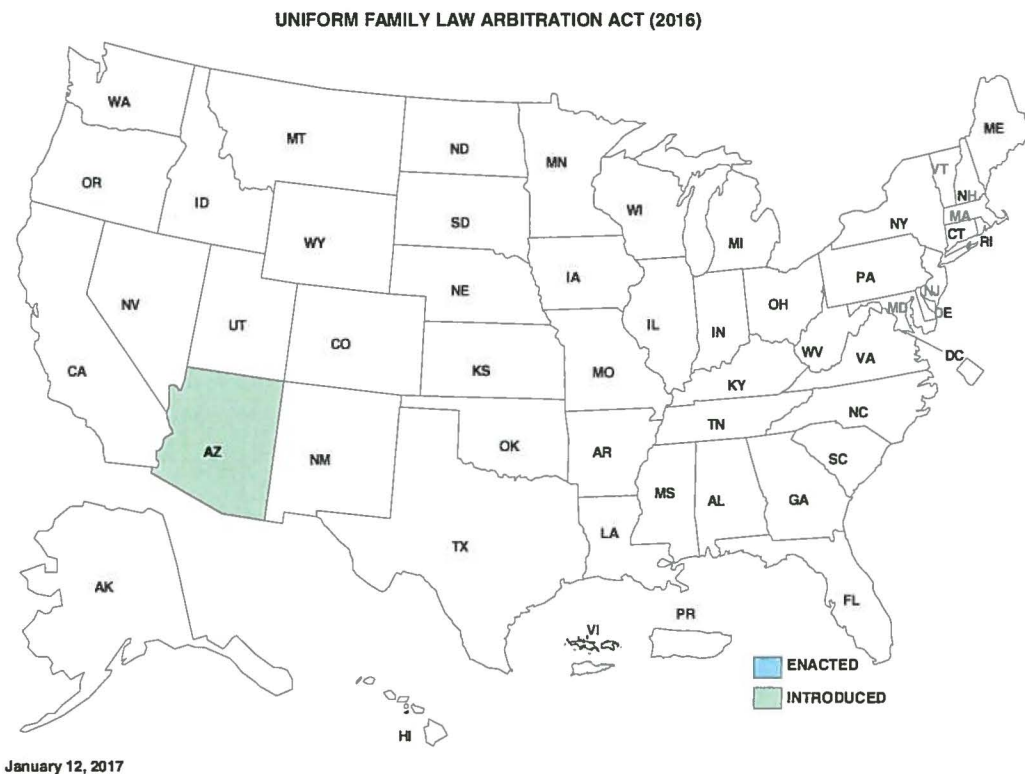 UNIFORM FAMILY LAW ARBITRATION ACT (2016)
WA
MT
ND
MN
ME
OR
ID
SD
WI
VT
NH
WY
MI
NY
MA
CT
RI
IA
NE
PA
NV
UT
IL
IN
OH
NJ
MD
DE
CO
WV
VA
DC
CA
KS
MO
KY
NC
TN
AZ
NM
OK
AR
SC
MS
AL
GA
LA
TX
AK
FL
PR
VI
HI
ENACTED
INTRODUCED
January 12, 2017